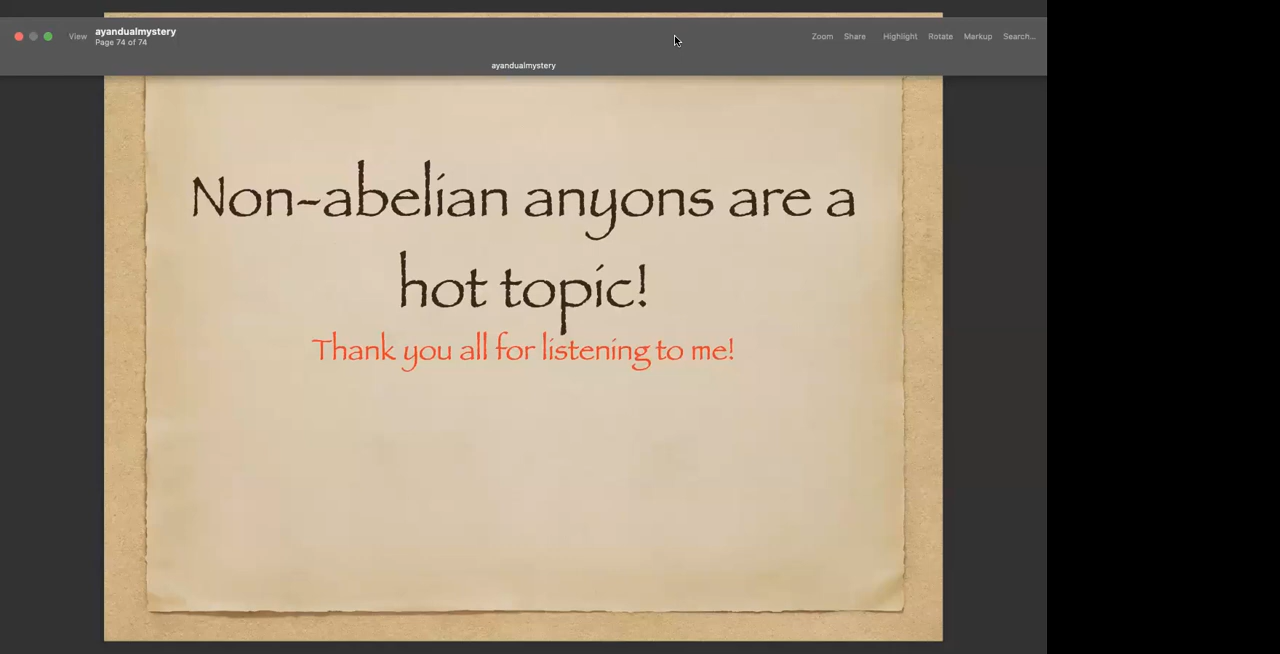 View
ayandualmystery
Page 74 of 74
Zoom
Share
Highlight
Rotate
Markup
Search...
ayandualmystery
Non-abelian anyons are a
hot topic!
Thank you all for listening to me!